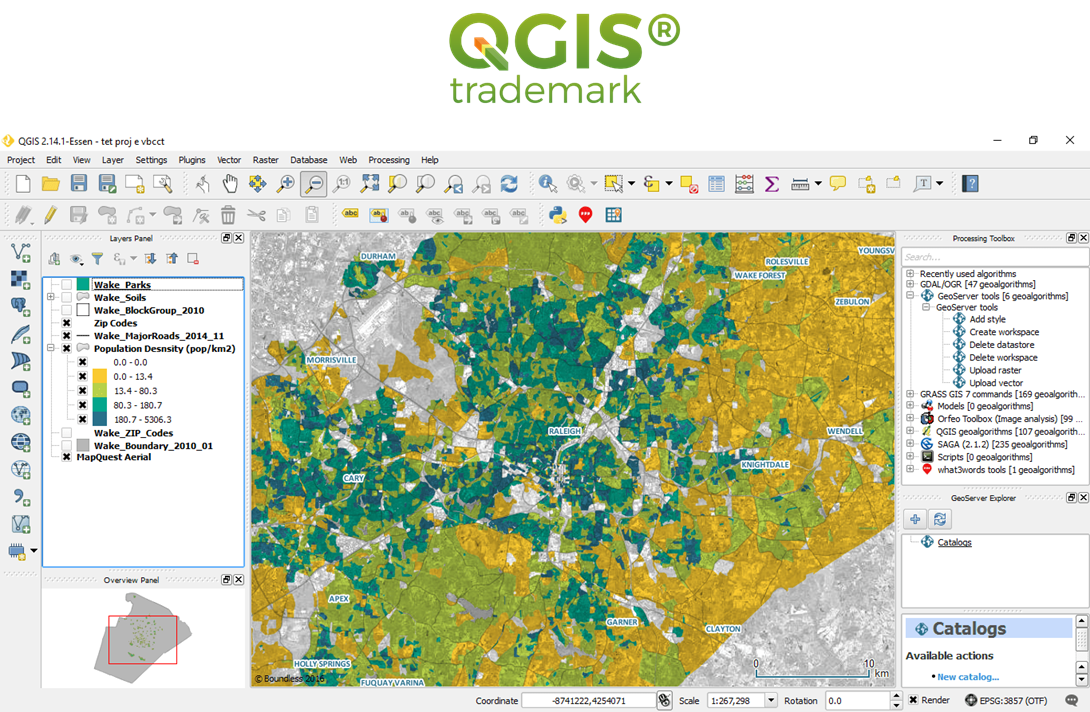 QGIS®
trademark
QGIS 2.14.1-Essen - tet proj e vbcct
Project Edit View Layer Settings Plugins Vector Raster Database Web Processing Help
abc ab abc abc abc abc abc
Layers Panel
Wake_Parks
Wake_Soils
Wake_BlockGroup_2010
Zip Codes
Wake_MajorRoads_2014_11
Population Desnsity (pop/km2)
0.0 - 0.0
0.0 - 13.4
13.4 - 80.3
80.3 - 180.7
180.7 - 5306.3
Wake_ZIP_Codes
Wake_Boundary_2010_01
MapQuest Aerial
Overview Panel
DURHAM
ROLESVILLE
YOUNGSV
WAKE FOREST
ZEBULON
MORRISVILLE
RALEIGH
WENDELL
KNIGHTDALE
CARY
APEX
GARNER
CLAYTON
HOLLY SPRINGS
FUQUAY VARINA
© Boundless 2016
0 10
km
Processing Toolbox
Search...
Recently used algorithms
GDAL/OGR [47 geoalgorithms]
GeoServer tools [6 geoalgorithms]
GeoServer tools
Add style
Create workspace
Delete datastore
Delete workspace
Upload raster
Upload vector
GRASS GIS 7 commands [169 geoalgorith...
Models [0 geoalgorithms]
Orfeo Toolbox (Image analysis) [99 ...
QGIS geoalgorithms [107 geoalgorith...
SAGA (2.1.2) [235 geoalgorithms]
Scripts [0 geoalgorithms]
what3words tools [1 geoalgorithms]
GeoServer Explorer
Catalogs
Catalogs
Available actions
• New catalog...
Coordinate -8741222,4254071 Scale 1:267,298 Rotation 0.0 Render EPSG:3857 (OTF)